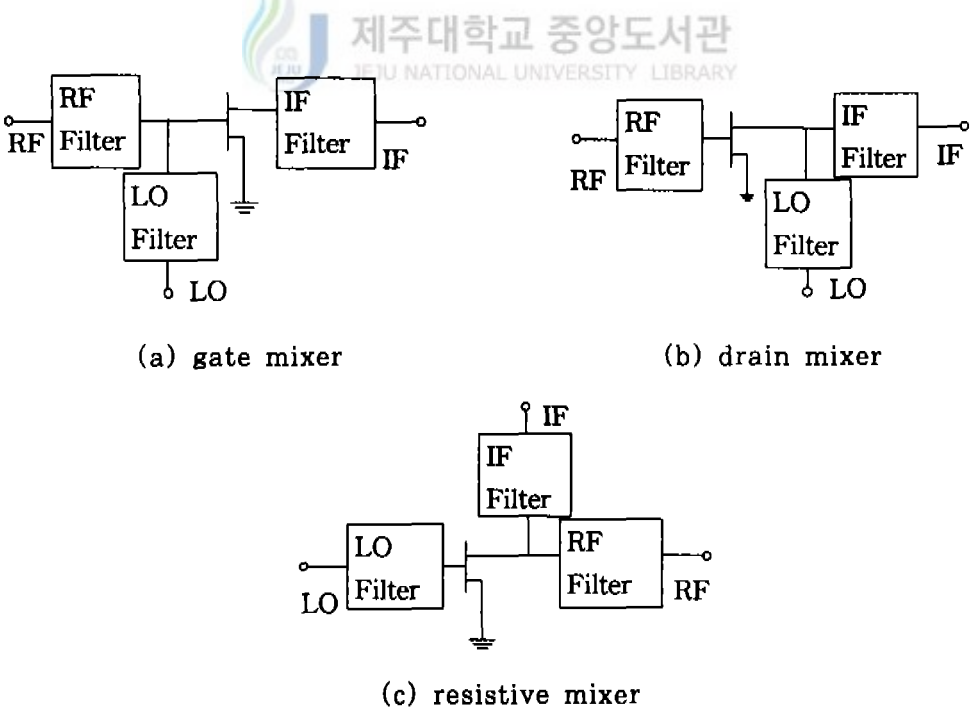 제주대학교 중앙도서관
JEJU
JEJU NATIONAL UNIVERSITY LIBRARY
RF
Filter
RF
IF
Filter
IF
LO
Filter
LO
(a) gate mixer
RF
Filter
RF
IF
Filter
IF
LO
Filter
LO
(b) drain mixer
IF
IF
Filter
LO
Filter
LO
RF
Filter
RF
(c) resistive mixer